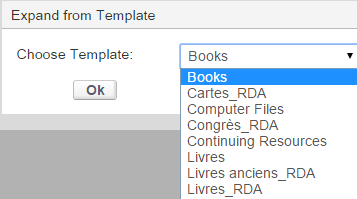 Expand from Template
Choose Template: Books
Ok
Books
Cartes_RDA
Computer Files
Congrès_RDA
Continuing Resources
Livres
Livres anciens_RDA
Livres_RDA